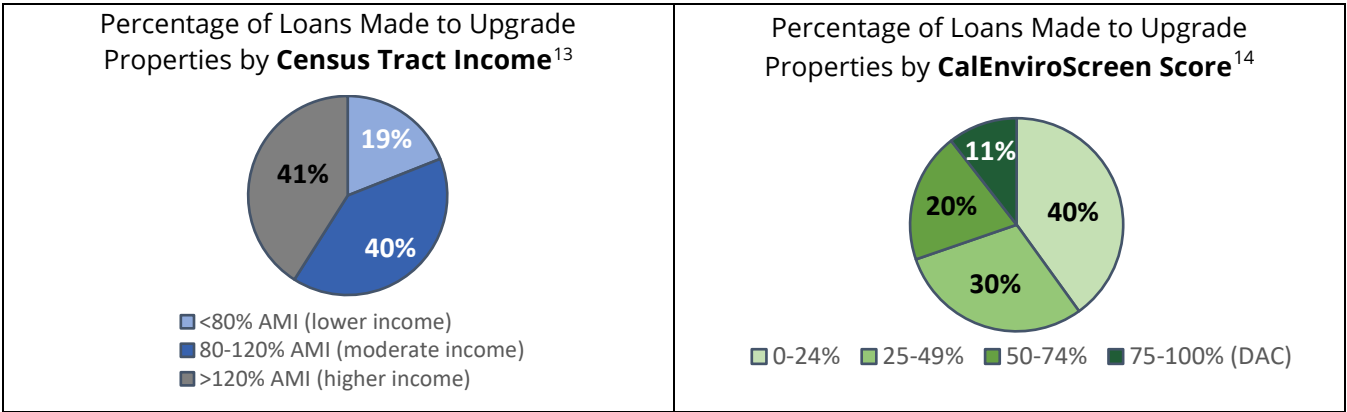 Percentage of Loans Made to Upgrade
Properties by Census Tract Income13
19%
41%
40%
<80% AMI (lower income)
80-120% AMI (moderate income)
>120% AMI (higher income)
Percentage of Loans Made to Upgrade
Properties by CalEnviroScreen Score14
11%
20%
40%
30%
0-24% 25-49% 50-74% 75-100% (DAC)